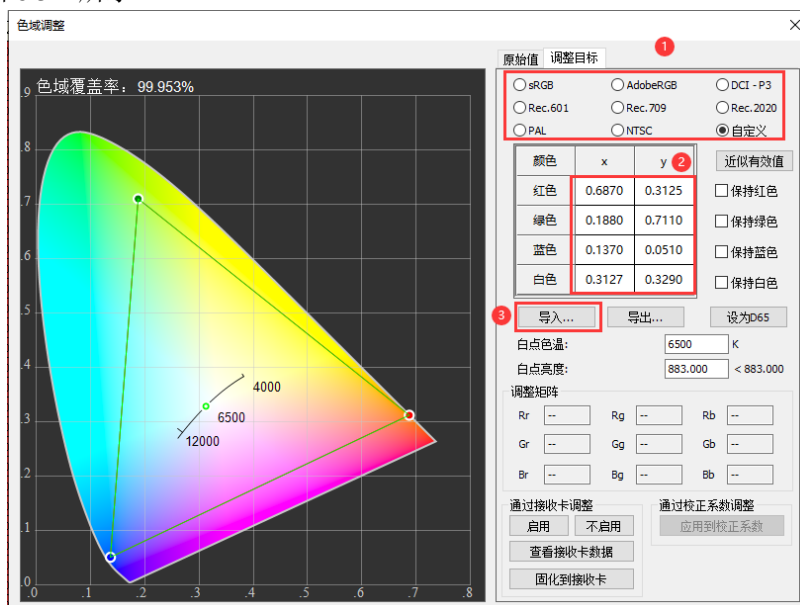 色域调整
×
原始值 调整目标
1
sRGB AdobeRGB DCI - P3
Rec.601 Rec.709 Rec.2020
PAL NTSC 自定义
色域覆盖率：99.953%
.9
.8
.7
.6
.5
.4
.3
.2
.1
.0 .1 .2 .3 .4 .5 .6 .7 .8
4000
6500
12000
颜色 x y 2 近似有效值
红色 0.6870 0.3125 保持红色
绿色 0.1880 0.7110 保持绿色
蓝色 0.1370 0.0510 保持蓝色
白色 0.3127 0.3290 保持白色
3 导入... 导出... 设为D65
白点色温: 6500 K
白点亮度: 883.000 < 883.000
调整矩阵
Rr -- Rg -- Rb --
Gr -- Gg -- Gb --
Br -- Bg -- Bb --
通过接收卡调整 通过校正系数调整
启用 不启用 应用到校正系数
查看接收卡数据
固化到接收卡